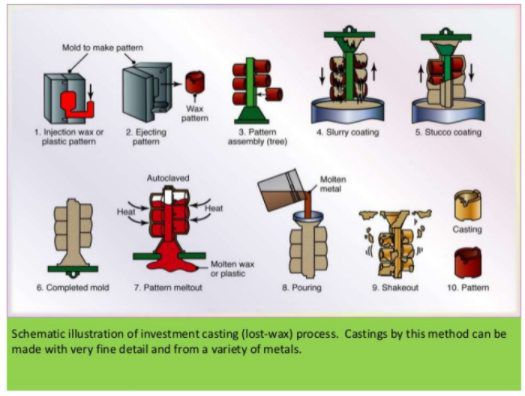 Mold to make pattern
Wax
pattern
1. Injection wax or
plastic pattern
2. Ejecting
pattern
3. Pattern
assembly (tree)
4. Slurry coating
5. Stucco coating
Autoclaved
Heat
Heat
Molten wax
or plastic
Molten
metal
Casting
6. Completed mold
7. Pattern meltout
8. Pouring
9. Shakeout
10. Pattern
Schematic illustration of investment casting (lost-wax) process.  Castings by this method can be
made with very fine detail and from a variety of metals.